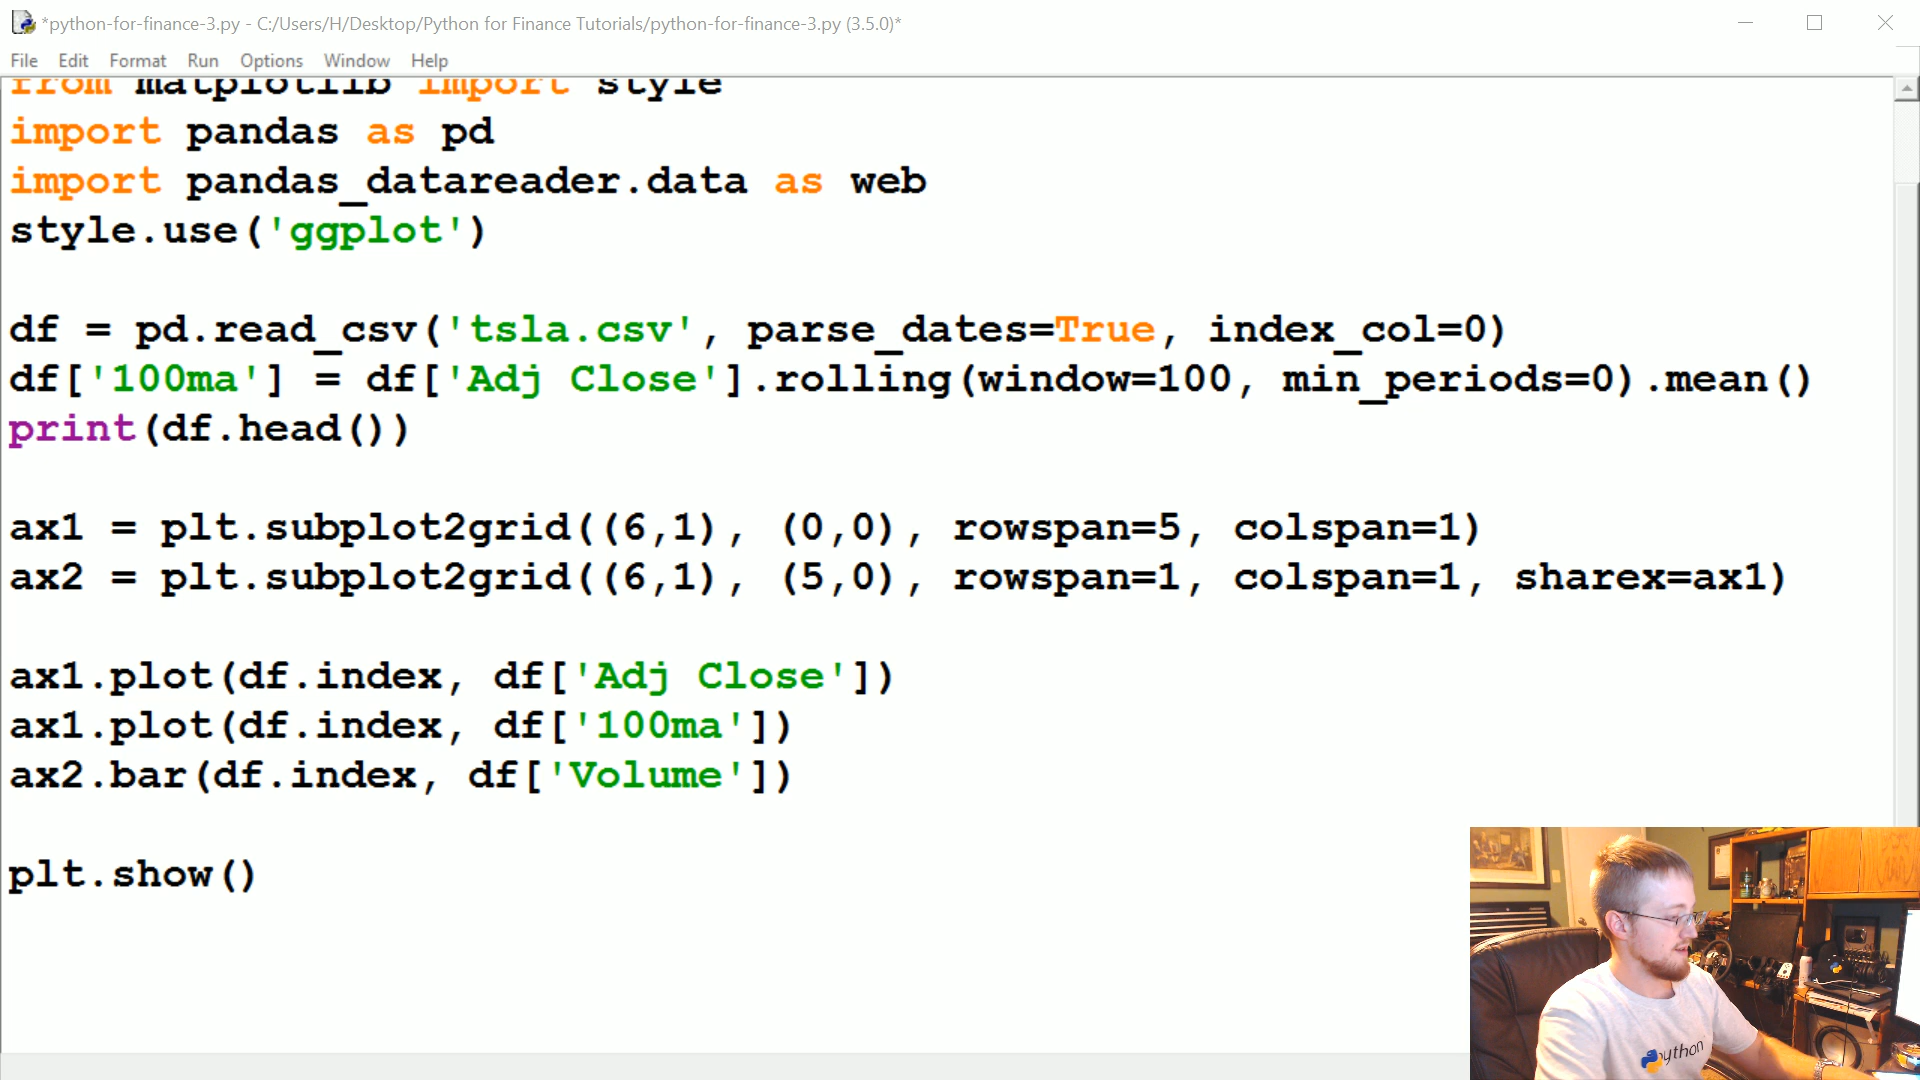 *python-for-finance-3.py - C:/Users/H/Desktop/Python for Finance Tutorials/python-for-finance-3.py (3.5.0)*
File Edit Format Run Options Window Help
from matplotlib import style
import pandas as pd
import pandas_datareader.data as web
style.use('ggplot')
df = pd.read_csv('tsla.csv', parse_dates=True, index_col=0)
df['100ma'] = df['Adj Close'].rolling(window=100, min_periods=0).mean()
print(df.head())
ax1 = plt.subplot2grid((6,1), (0,0), rowspan=5, colspan=1)
ax2 = plt.subplot2grid((6,1), (5,0), rowspan=1, colspan=1, sharex=ax1)
ax1.plot(df.index, df['Adj Close'])
ax1.plot(df.index, df['100ma'])
ax2.bar(df.index, df['Volume'])
plt.show()
python